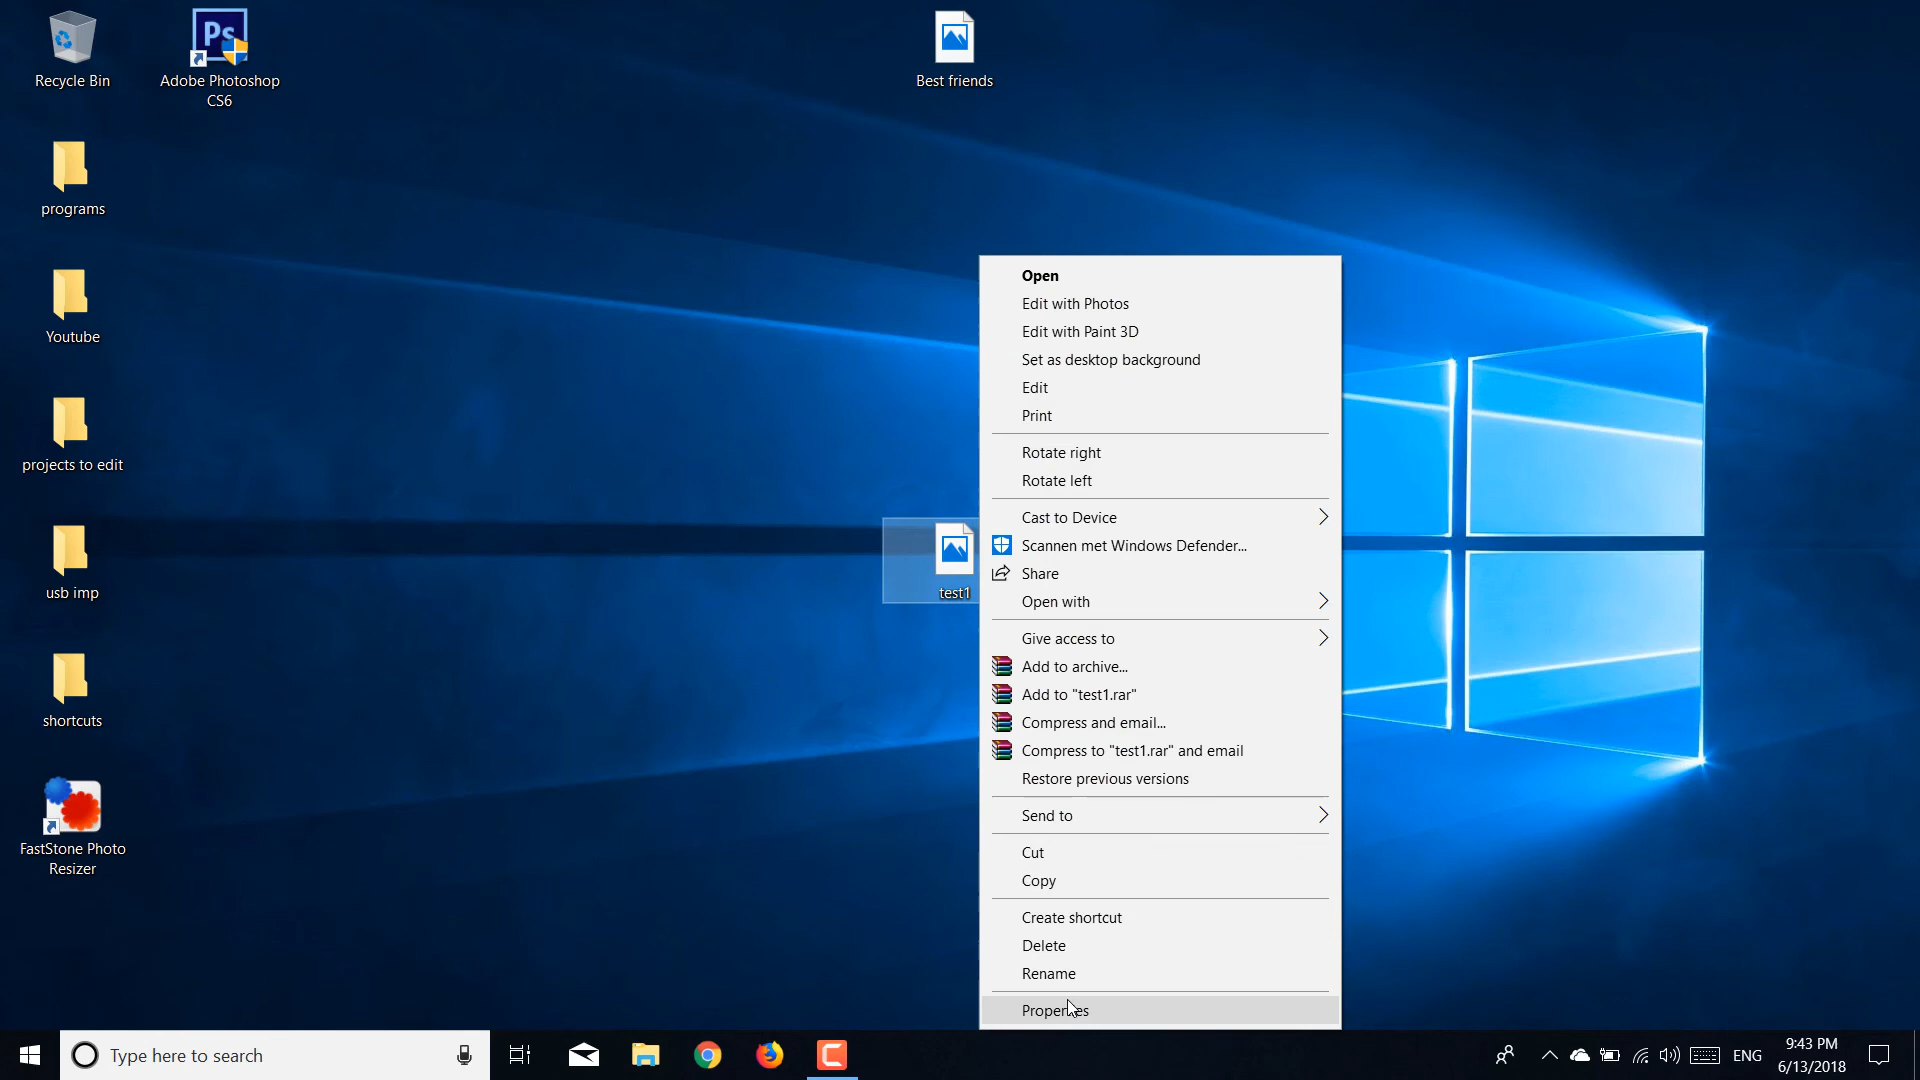 Recycle Bin
Ps
Adobe Photoshop
CS6
Best friends
programs
Youtube
projects to edit
usb imp
shortcuts
FastStone Photo
Resizer
test1
Open
Edit with Photos
Edit with Paint 3D
Set as desktop background
Edit
Print
Rotate right
Rotate left
Cast to Device
Scannen met Windows Defender...
Share
Open with
Give access to
Add to archive...
Add to "test1.rar"
Compress and email...
Compress to "test1.rar" and email
Restore previous versions
Send to
Cut
Copy
Create shortcut
Delete
Rename
Properties
Type here to search
ENG
9:43 PM
6/13/2018